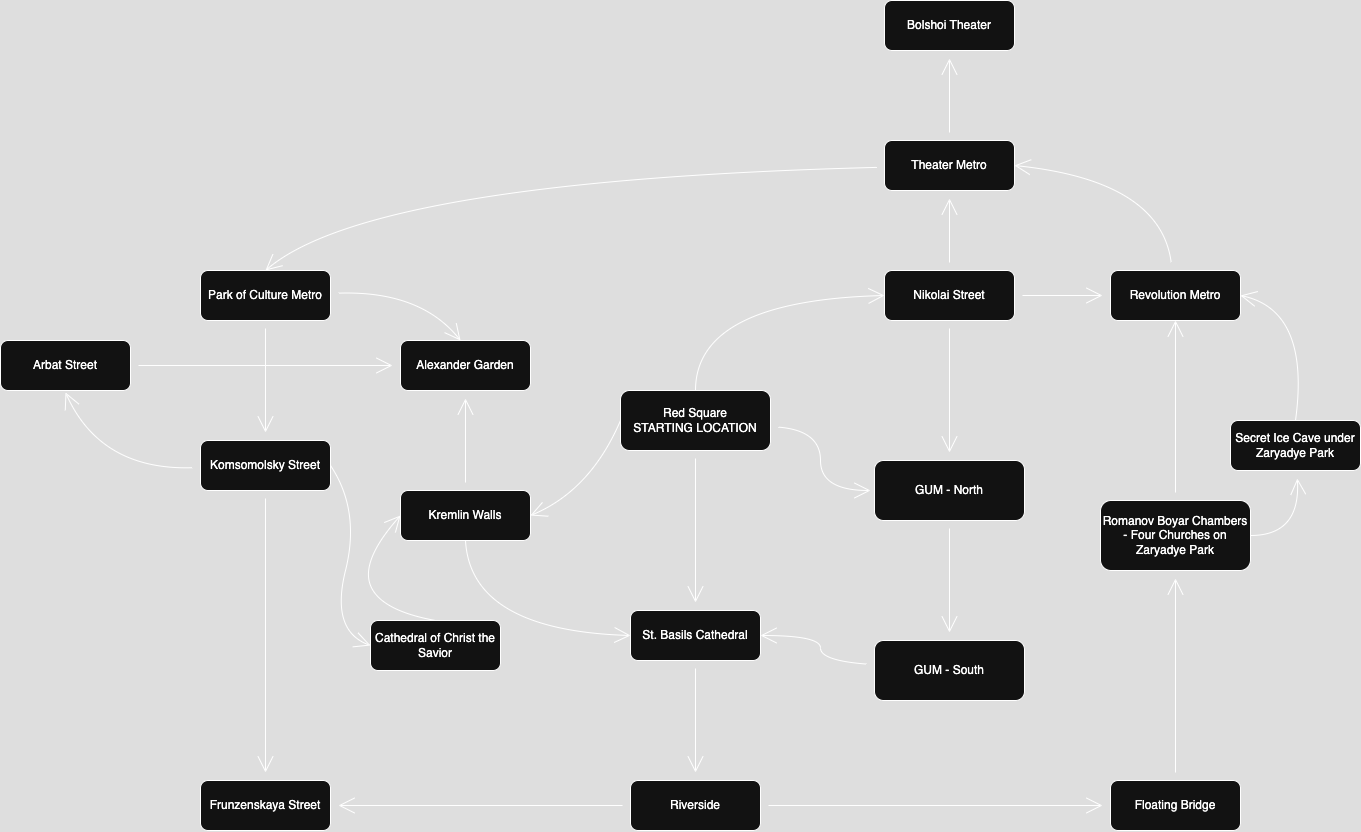 Bolshoi Theater
Theater Metro
Park of Culture Metro
Nikolai Street
Revolution Metro
Arbat Street
Alexander Garden
Red Square
STARTING LOCATION
Komsomolsky Street
Secret Ice Cave under
Zaryadye Park
GUM - North
Kremlin Walls
Romanov Boyar Chambers
- Four Churches on
Zaryadye Park
Cathedral of Christ the
Savior
St. Basils Cathedral
GUM - South
Frunzenskaya Street
Riverside
Floating Bridge